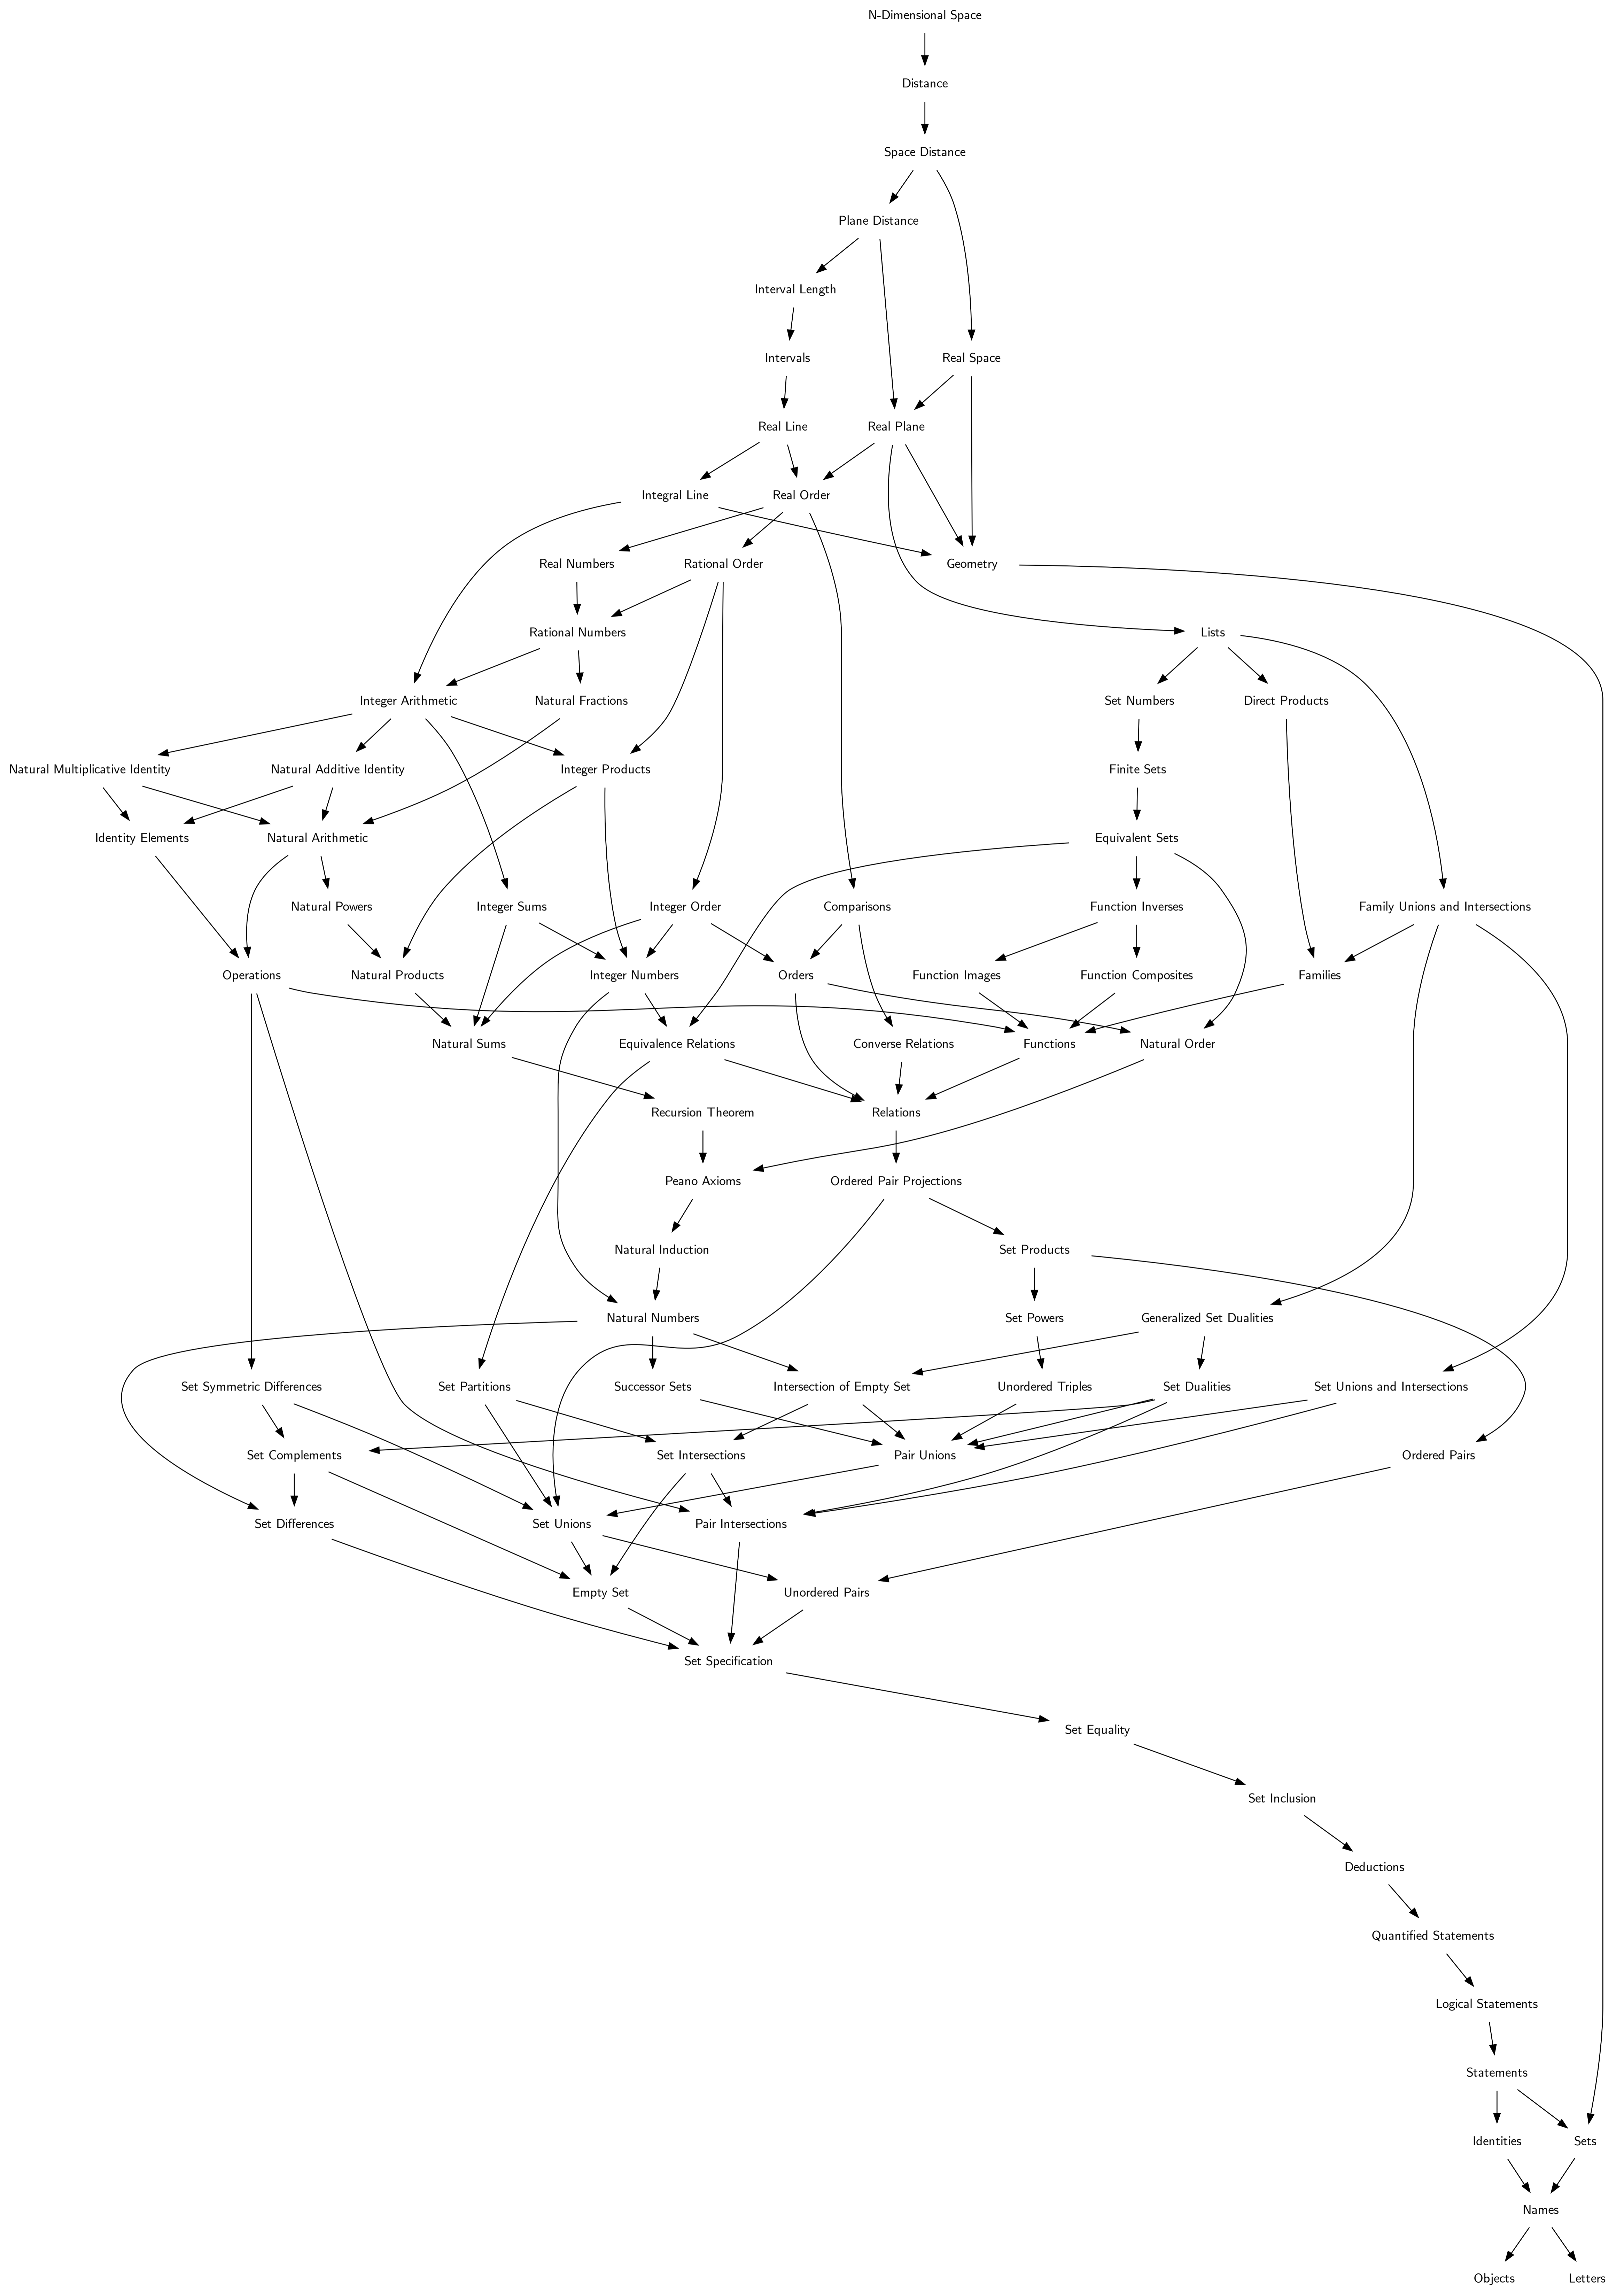 N-Dimensional Space
Distance
Space Distance
Plane Distance
Interval Length
Intervals
Real Space
Real Line
Real Plane
Integral Line
Real Order
Real Numbers
Rational Order
Geometry
Rational Numbers
Lists
Integer Arithmetic
Natural Fractions
Set Numbers
Direct Products
Natural Multiplicative Identity
Natural Additive Identity
Integer Products
Finite Sets
Identity Elements
Natural Arithmetic
Equivalent Sets
Natural Powers
Integer Sums
Integer Order
Comparisons
Function Inverses
Family Unions and Intersections
Operations
Natural Products
Integer Numbers
Orders
Function Images
Function Composites
Families
Natural Sums
Equivalence Relations
Converse Relations
Functions
Natural Order
Recursion Theorem
Relations
Peano Axioms
Ordered Pair Projections
Natural Induction
Set Products
Natural Numbers
Set Powers
Generalized Set Dualities
Set Symmetric Differences
Set Partitions
Successor Sets
Intersection of Empty Set
Unordered Triples
Set Dualities
Set Unions and Intersections
Set Complements
Set Intersections
Pair Unions
Ordered Pairs
Set Differences
Set Unions
Pair Intersections
Empty Set
Unordered Pairs
Set Specification
Set Equality
Set Inclusion
Deductions
Quantified Statements
Logical Statements
Statements
Identities
Sets
Names
Objects
Letters